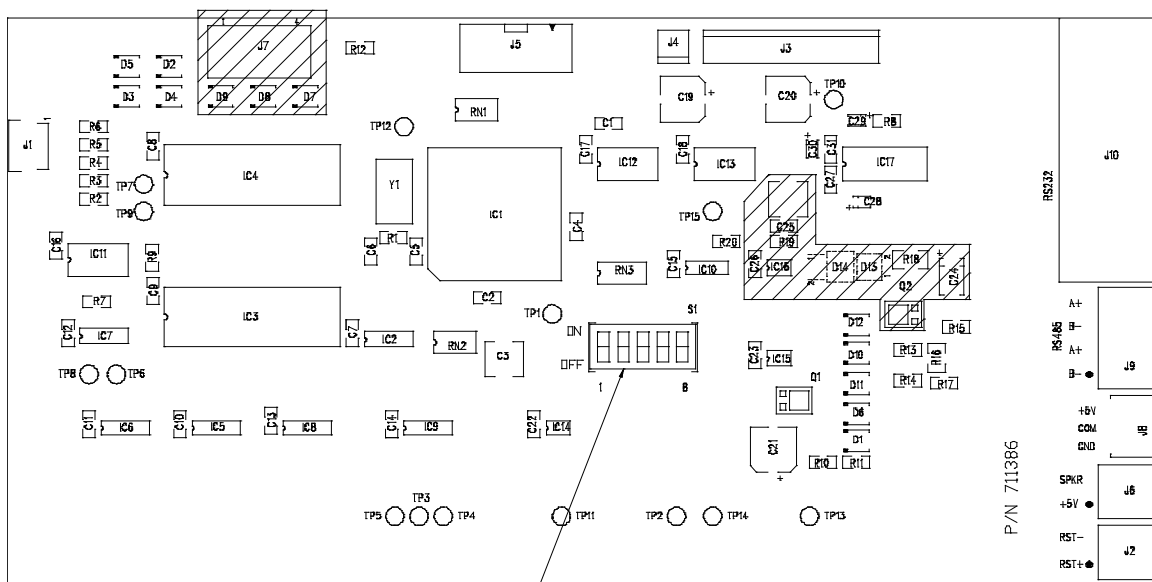 1 4
J7
R12
J5
J4
J3
D5 D2
D3 D4 D9 D8 D7
C19 +
C20 +
TP10
RN1
TP12
C1
C29 + R8
J1
1
R6
R5
R4
R3
R2
C8
TP7
TP9
IC4
Y1
IC1
C17
IC12
C18
IC13
+
C30
C31
C27
IC17
J10
RS232
C28
TP15
C4
C25
R20 R19
C16
IC11
R9
C6
R1
C5
RN3
C15
IC10
C26
IC16
2
D14 D13
2
1
R18
+
C24
Q2
R7
C9
IC3
C2
TP1
S1
ON
OFF
1 8
C12
IC7
C7
IC2
RN2
C3
D12
R15
D10
R13
R16
C23
IC15
D11
R14
R17
Q1
D6
D1
TP8 TP6
A+
B-
A+
B-
RS485
J9
C11
IC6
C10
IC5
C13
IC8
C14
IC9
C22
IC14
C21
+
R10 R11
+5V
COM
GND
J8
P/N 711386
SPKR
+5V
J6
TP3
TP5 TP4
TP11
TP2
TP14
TP13
RST-
RST+
J2